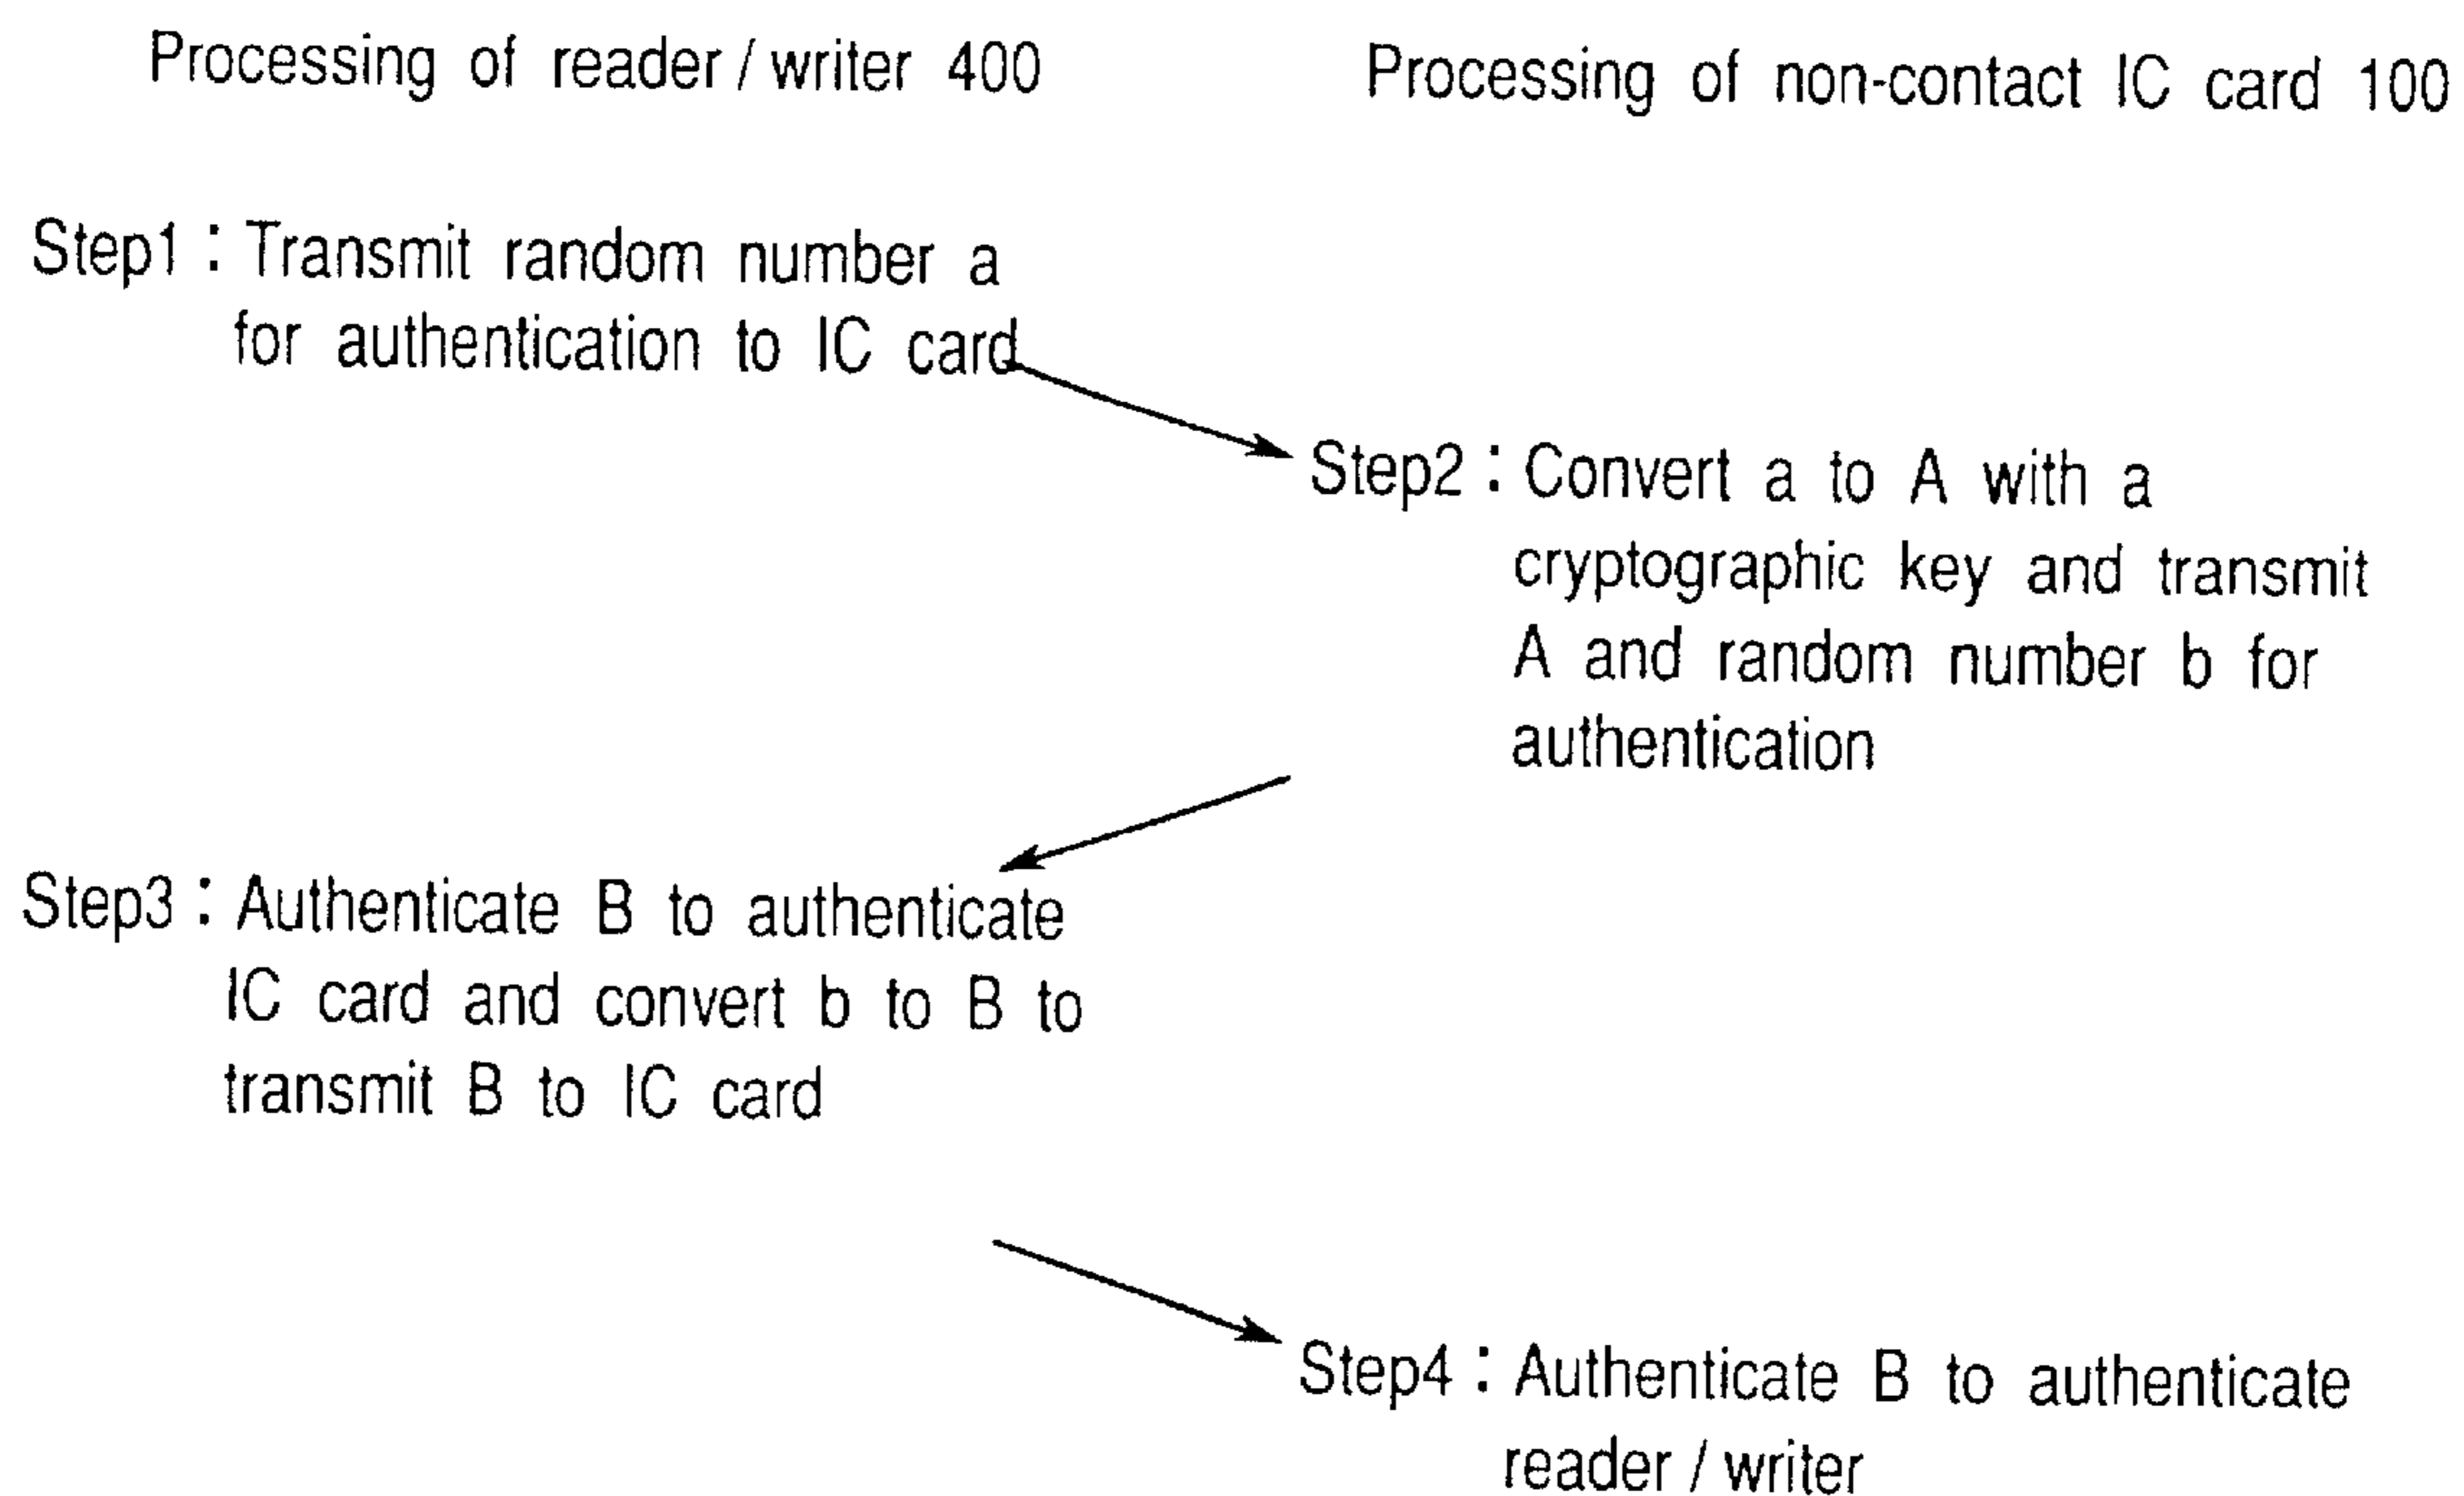 Processing of reader / writer 400
Processing of non-contact IC card 100
Step1 : Transmit random number a
for authentication to IC card
Step2 : Convert a to A with a
cryptographic key and transmit
A and random number b for
authentication
Step3 : Authenticate B to authenticate
IC card and convert b to B to
transmit B to IC card
Step4 : Authenticate B to authenticate
reader / writer